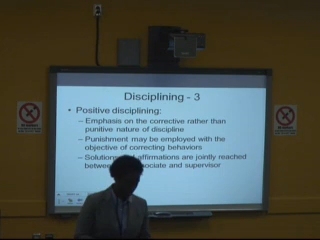 Disciplining - 3
• Positive disciplining:
– Emphasis on the corrective rather than
punitive nature of discipline
– Punishment may be employed with the
objective of correcting behaviors
– Solutions affirmations are jointly reached
between and supervisor